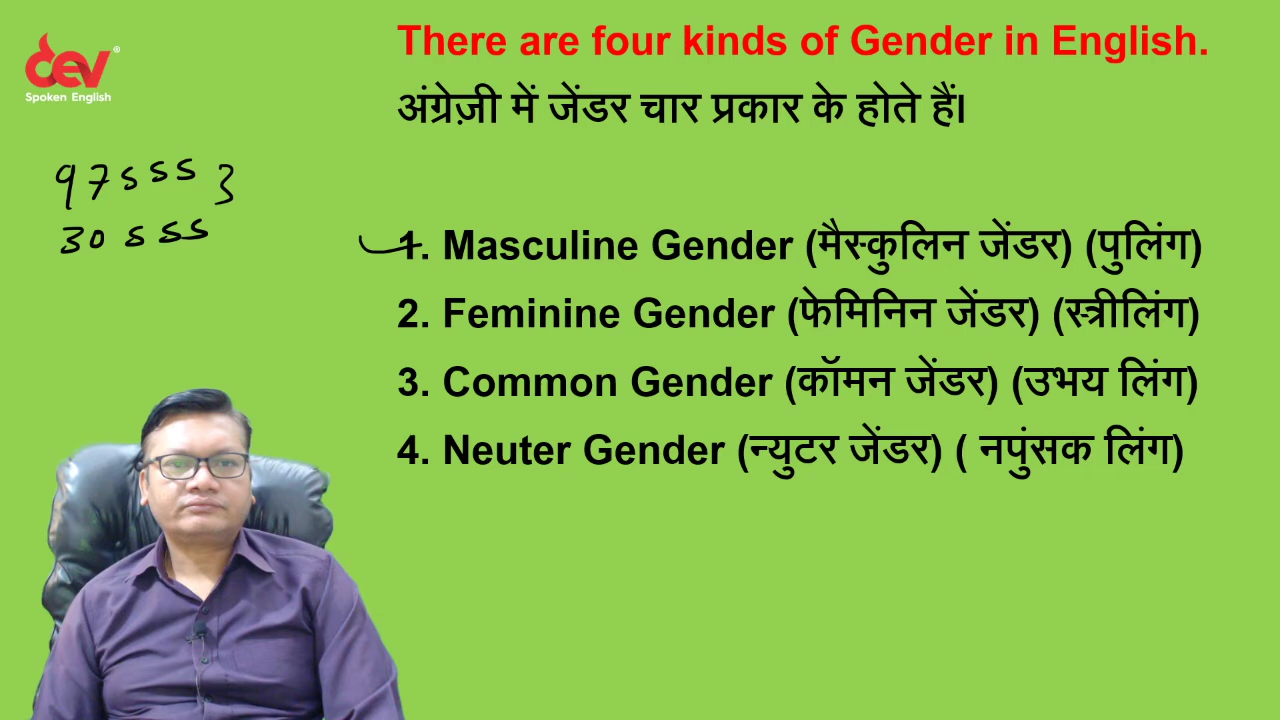 There are four kinds of Gender in English.
dev®
Spoken English
अंग्रेज़ी में जेंडर चार प्रकार के होते हैं।
97555 3
30 555
1. Masculine Gender (मैस्कुलिन जेंडर) (पुलिंग)
2. Feminine Gender (फेमिनिन जेंडर) (स्त्रीलिंग)
3. Common Gender (कॉमन जेंडर) (उभय लिंग)
4. Neuter Gender (न्युटर जेंडर) ( नपुंसक लिंग)